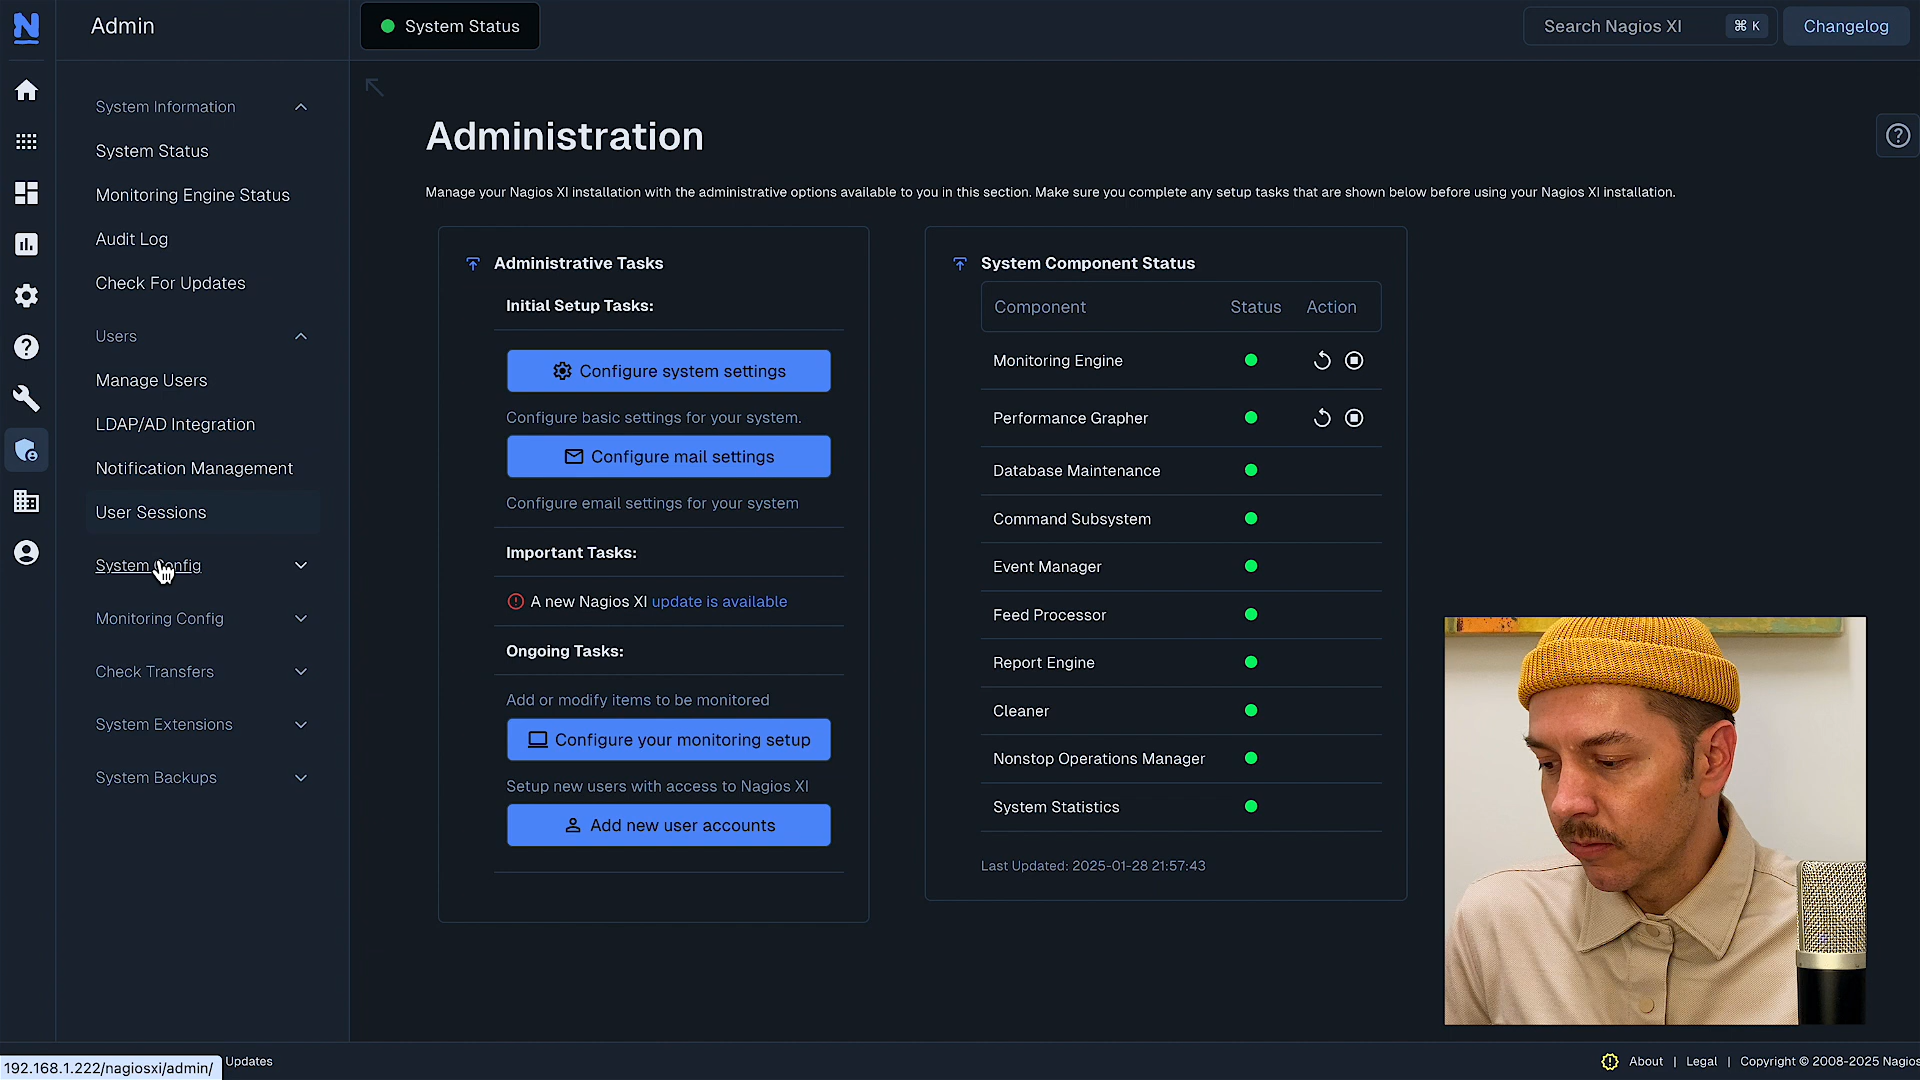 Admin
System Status
Search Nagios XI
⌘ K
Changelog
System Information
System Status
Monitoring Engine Status
Audit Log
Check For Updates
Users
Manage Users
LDAP/AD Integration
Notification Management
User Sessions
System Config
Monitoring Config
Check Transfers
System Extensions
System Backups
Administration
Manage your Nagios XI installation with the administrative options available to you in this section. Make sure you complete any setup tasks that are shown below before using your Nagios XI installation.
Administrative Tasks
Initial Setup Tasks:
Configure system settings
Configure basic settings for your system.
Configure mail settings
Configure email settings for your system
Important Tasks:
A new Nagios XI update is available
Ongoing Tasks:
Add or modify items to be monitored
Configure your monitoring setup
Setup new users with access to Nagios XI
Add new user accounts
System Component Status
Component Status Action
Monitoring Engine
Performance Grapher
Database Maintenance
Command Subsystem
Event Manager
Feed Processor
Report Engine
Cleaner
Nonstop Operations Manager
System Statistics
Last Updated: 2025-01-28 21:57:43
192.168.1.222/nagiosxi/admin/
Updates
About | Legal | Copyright © 2008-2025 Nagios